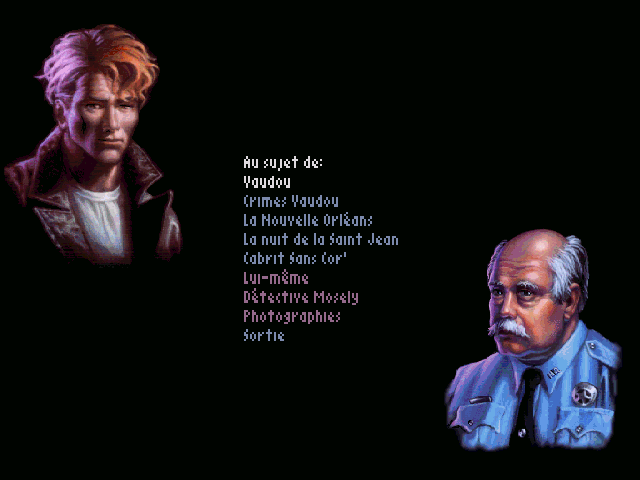 Au sujet de:
Vaudou
Crimes Vaudou
La Nouvelle Orléans
La nuit de la Saint Jean
Cabrit Sans Cor'
Lui-même
Détective Mosely
Photographies
Sortie